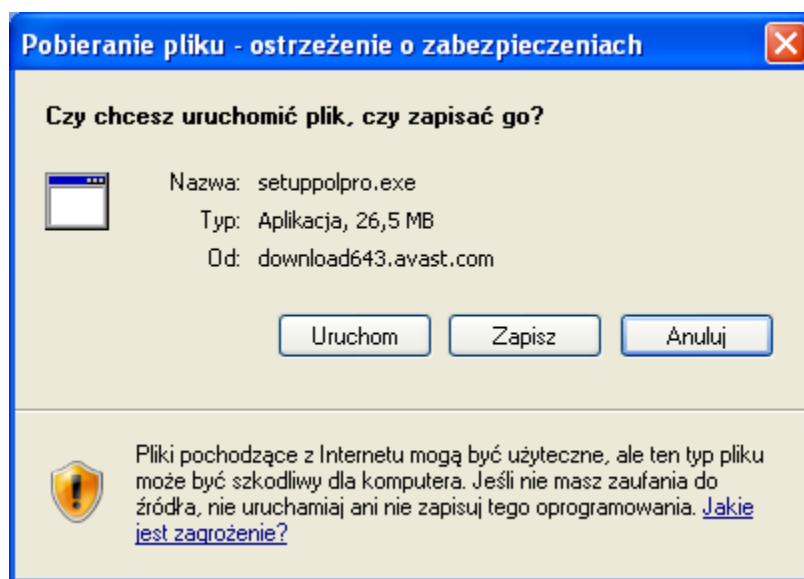 Pobieranie pliku - ostrzeżenie o zabezpieczeniach
Czy chcesz uruchomić plik, czy zapisać go?
Nazwa: setuppolpro.exe
Typ: Aplikacja, 26,5 MB
Od: download643.avast.com
Uruchom Zapisz Anuluj
Pliki pochodzące z Internetu mogą być użyteczne, ale ten typ pliku
może być szkodliwy dla komputera. Jeśli nie masz zaufania do
źródła, nie uruchamiaj ani nie zapisuj tego oprogramowania. Jakie
jest zagrożenie?